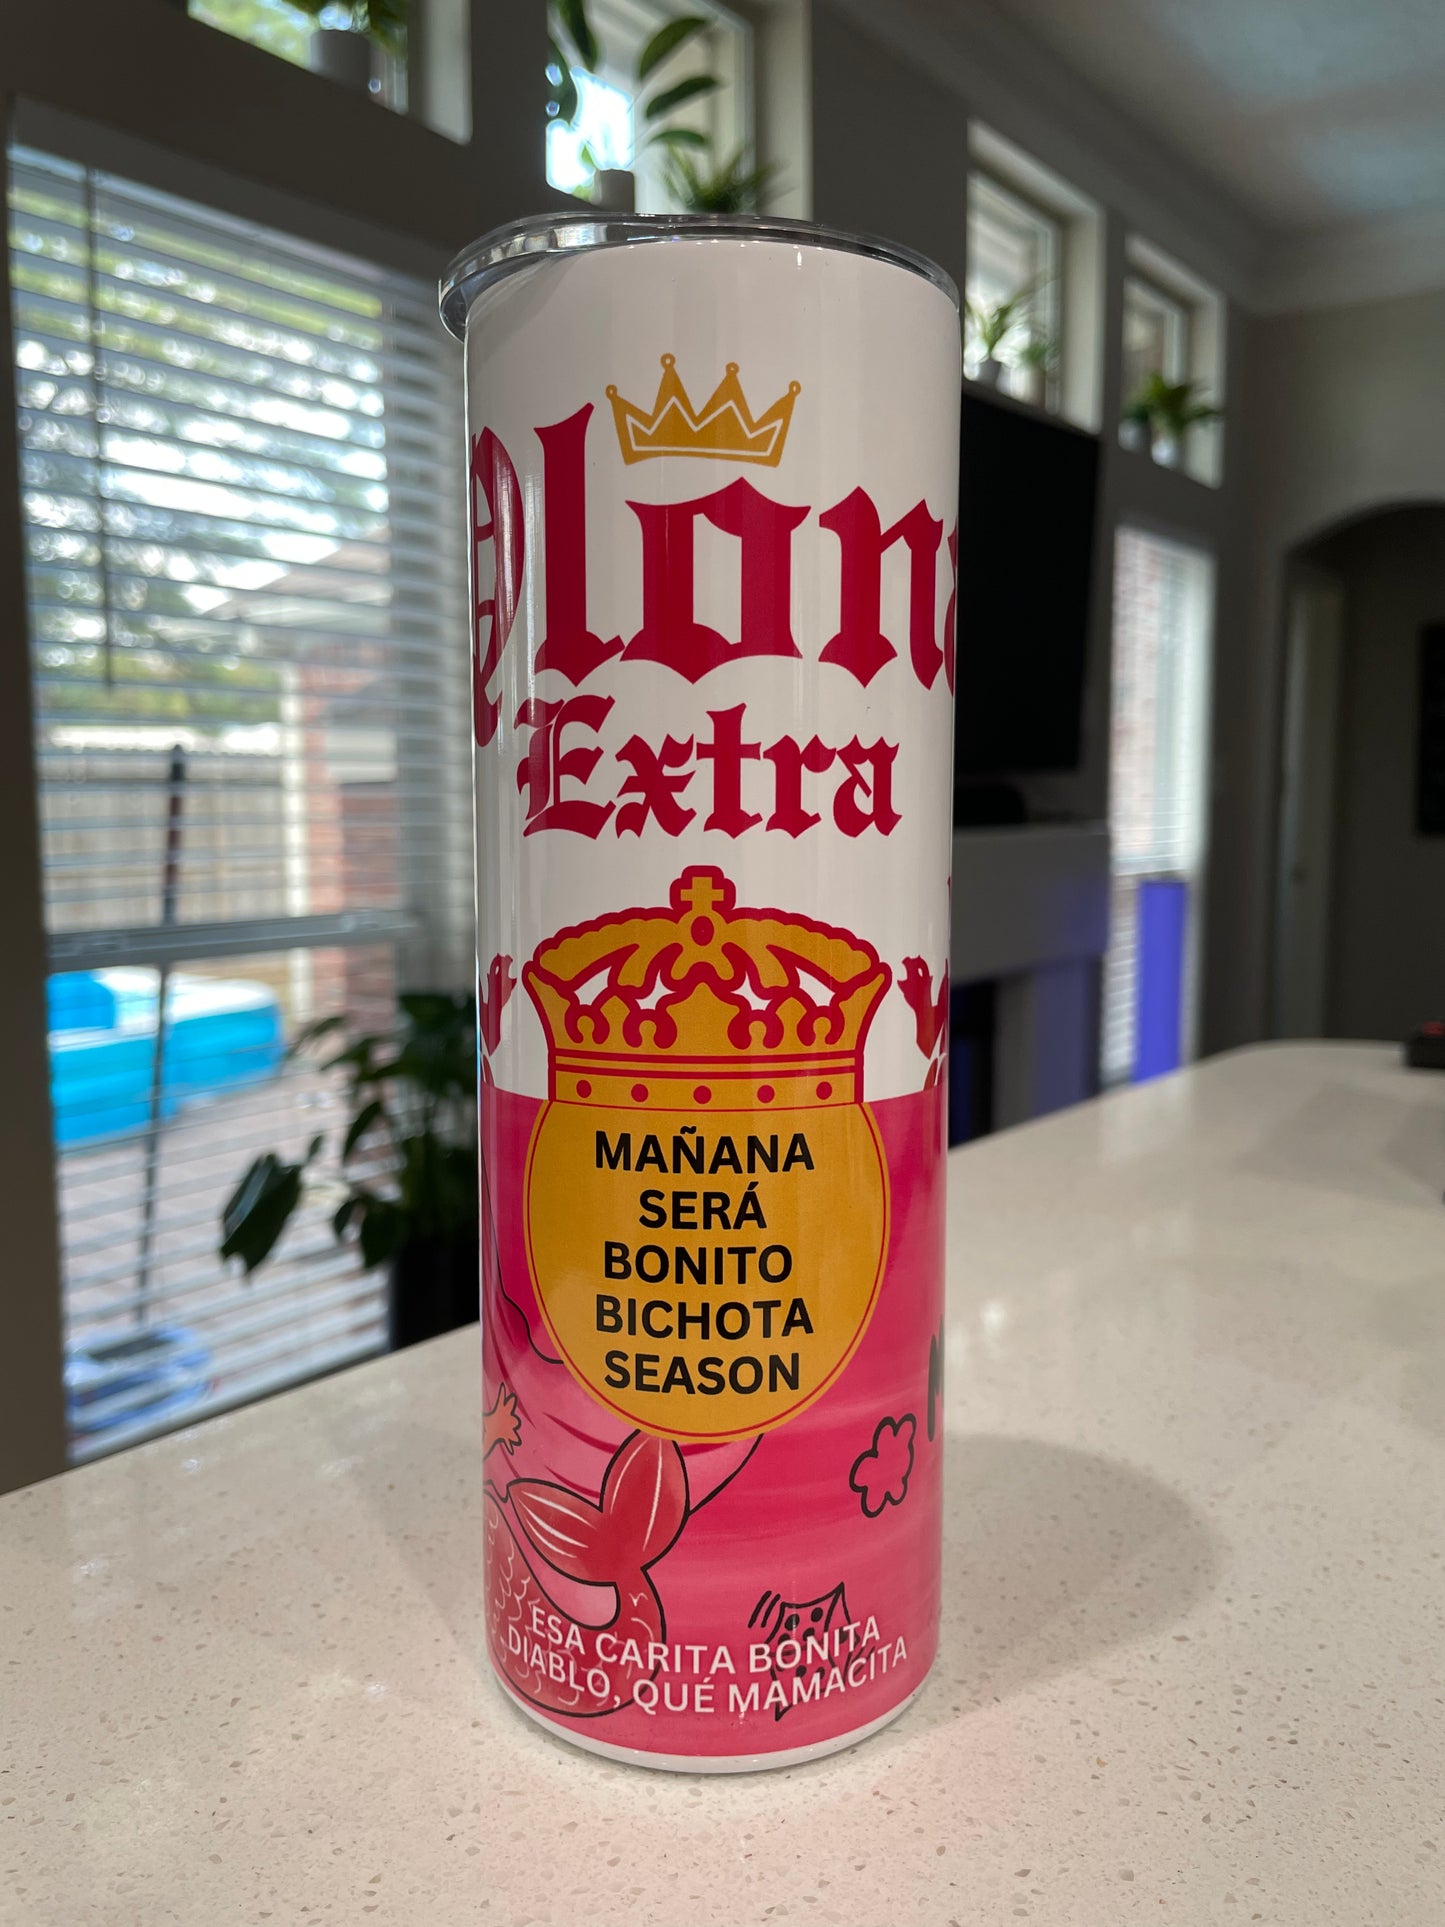 Extra
MAÑANA
SERÁ
BONITO
BICHOTA
SEASON
ESA CARITA BONITA
DIABLO, QUÉ MAMACITA